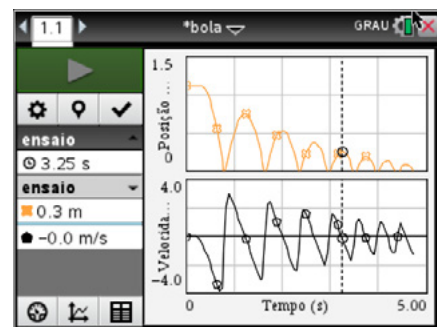 1.1
*bola
GRAU
1.5
Posição ...
0
ensaio
3.25 s
ensaio
0.3 m
-0.0 m/s
4.0
Velocida...
-4.0
0
Tempo (s)
5.00